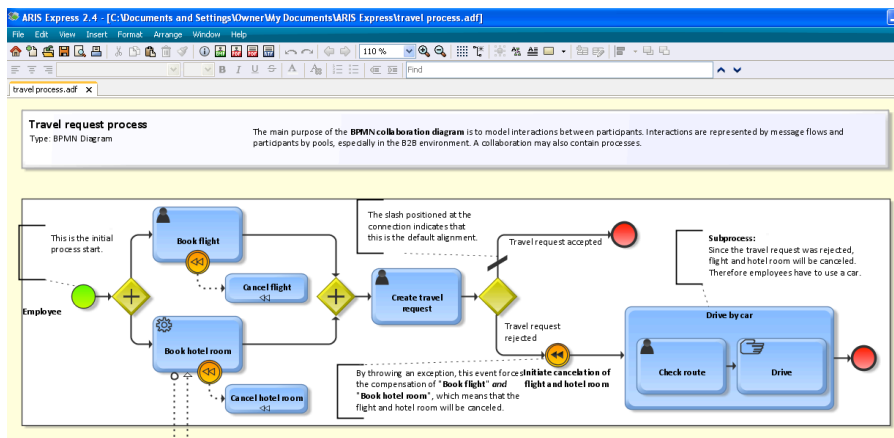 ARIS Express 2.4 - [C:\Documents and Settings\Owner\My Documents\ARIS Express\travel process.adf]
File Edit View Insert Format Arrange Window Help
110 %
B I U S A
Find
travel process.adf X
Travel request process
Type: BPMN Diagram
The main purpose of the BPMN collaboration diagram is to model interactions between participants. Interactions are represented by message flows and
participants by pools, especially in the B2B environment. A collaboration may also contain processes.
This is the initial
process start.
Employee
Book flight
Cancel flight
Book hotel room
Cancel hotel room
The slash positioned at the
connection indicates that
this is the default alignment.
Create travel
request
Travel request accepted
Travel request
rejected
By throwing an exception, this event forces
the compensation of "Book flight" and
"Book hotel room", which means that the
flight and hotel room will be canceled.
Initiate cancelation of
flight and hotel room
Subprocess:
Since the travel request was rejected,
flight and hotel room will be canceled.
Therefore employees have to use a car.
Drive by car
Check route
Drive